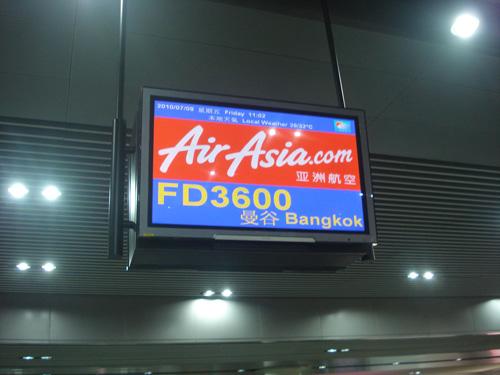 2010/07/09 星期五 Friday 11:02
本地天氣 Local Weather 26/32°C
AirAsia.com
亚洲航空
FD3600
曼谷 Bangkok